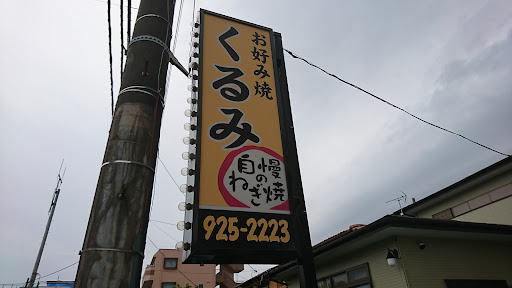 お好み焼
くるみ
自慢の
ねぎ焼
925-2223